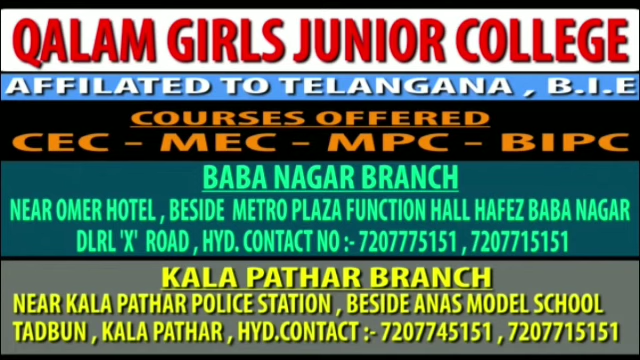 QALAM GIRLS JUNIOR COLLEGE
AFFILATED TO TELANGANA , B.I.E
COURSES OFFERED
CEC - MEC - MPC - BIPC
BABA NAGAR BRANCH
NEAR OMER HOTEL , BESIDE METRO PLAZA FUNCTION HALL HAFEZ BABA NAGAR
DLRL 'X' ROAD , HYD. CONTACT NO :- 7207775151 , 7207715151
KALA PATHAR BRANCH
NEAR KALA PATHAR POLICE STATION , BESIDE ANAS MODEL SCHOOL
TADBUN , KALA PATHAR , HYD.CONTACT :- 7207745151 , 7207715151